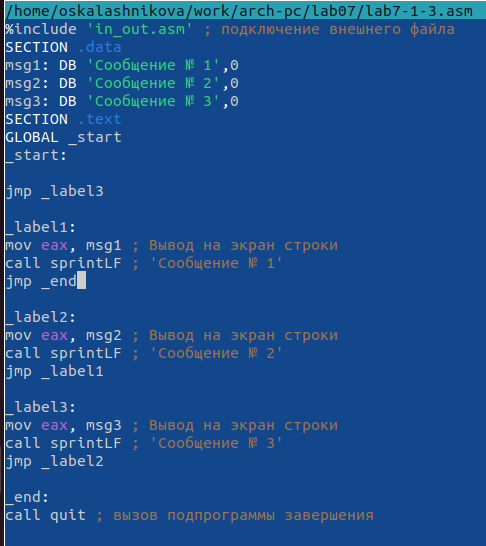 /home/oskalashnikova/work/arch-pc/lab07/lab7-1-3.asm
%include 'in_out.asm' ; подключение внешнего файла
SECTION .data
msg1: DB 'Сообщение № 1',0
msg2: DB 'Сообщение № 2',0
msg3: DB 'Сообщение № 3',0
SECTION .text
GLOBAL _start
_start:
jmp _label3
_label1:
mov eax, msg1 ; Вывод на экран строки
call sprintLF ; 'Сообщение № 1'
jmp _end
_label2:
mov eax, msg2 ; Вывод на экран строки
call sprintLF ; 'Сообщение № 2'
jmp _label1
_label3:
mov eax, msg3 ; Вывод на экран строки
call sprintLF ; 'Сообщение № 3'
jmp _label2
_end:
call quit ; вызов подпрограммы завершения